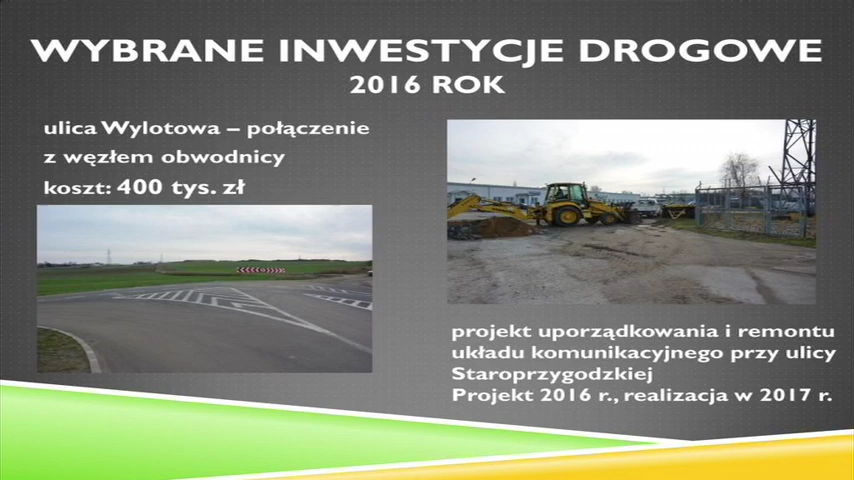 WYBRANE INWESTYCJE DROGOWE
2016 ROK
ulica Wylotowa – połączenie
z węzłem obwodnicy
koszt: 400 tys. zł
projekt uporządkowania i remontu
układu komunikacyjnego przy ulicy
Staroprzygodzkiej
Projekt 2016 r., realizacja w 2017 r.